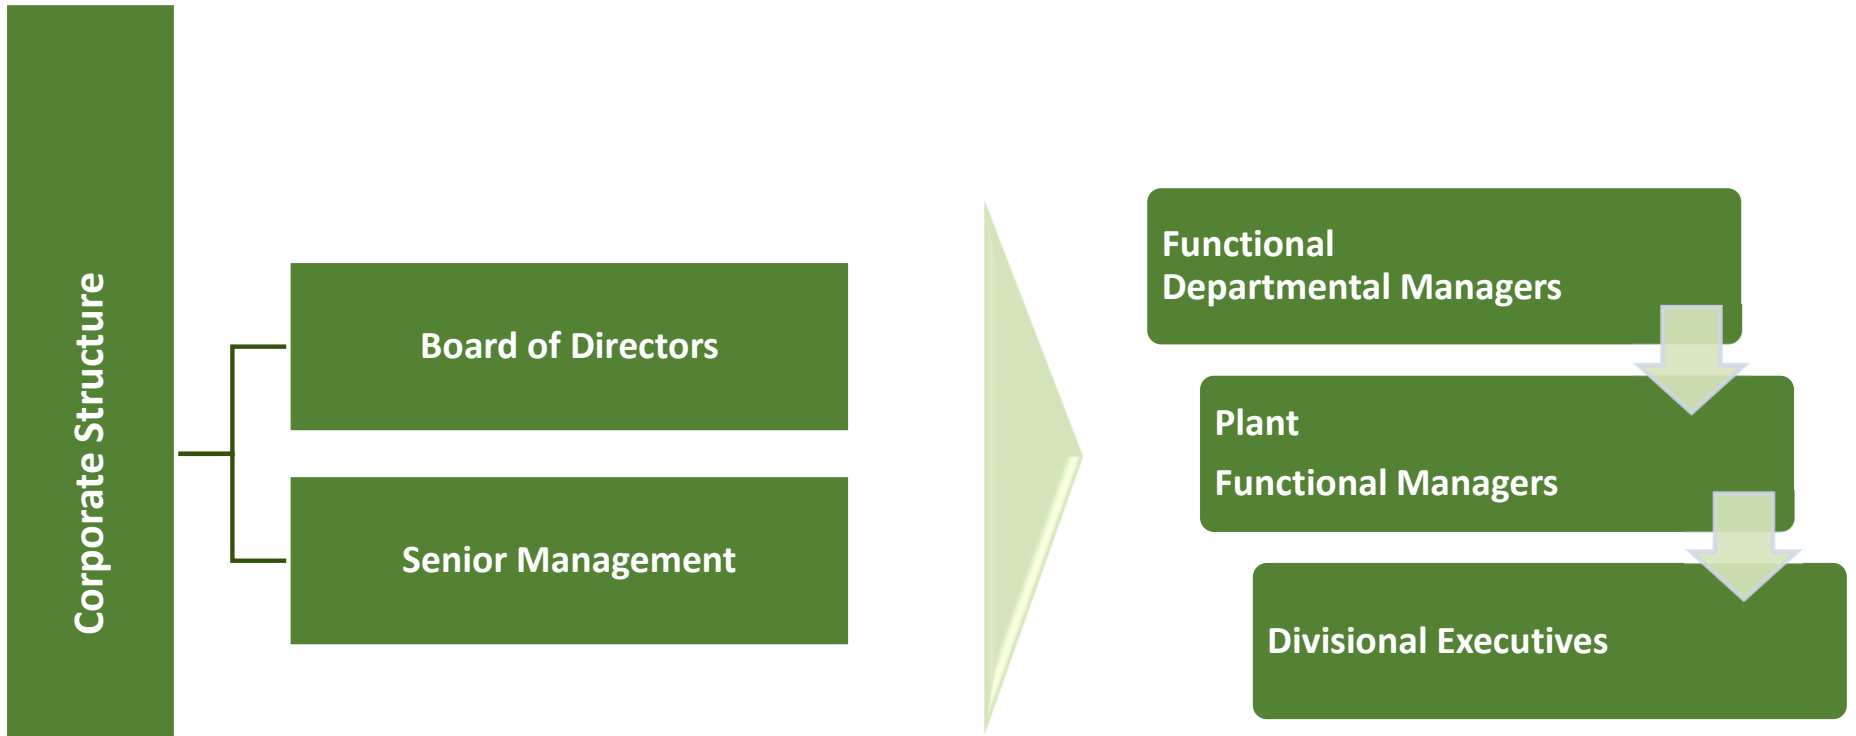 Corporate Structure
Board of Directors
Senior Management
Functional
Departmental Managers
Plant
Functional Managers
Divisional Executives